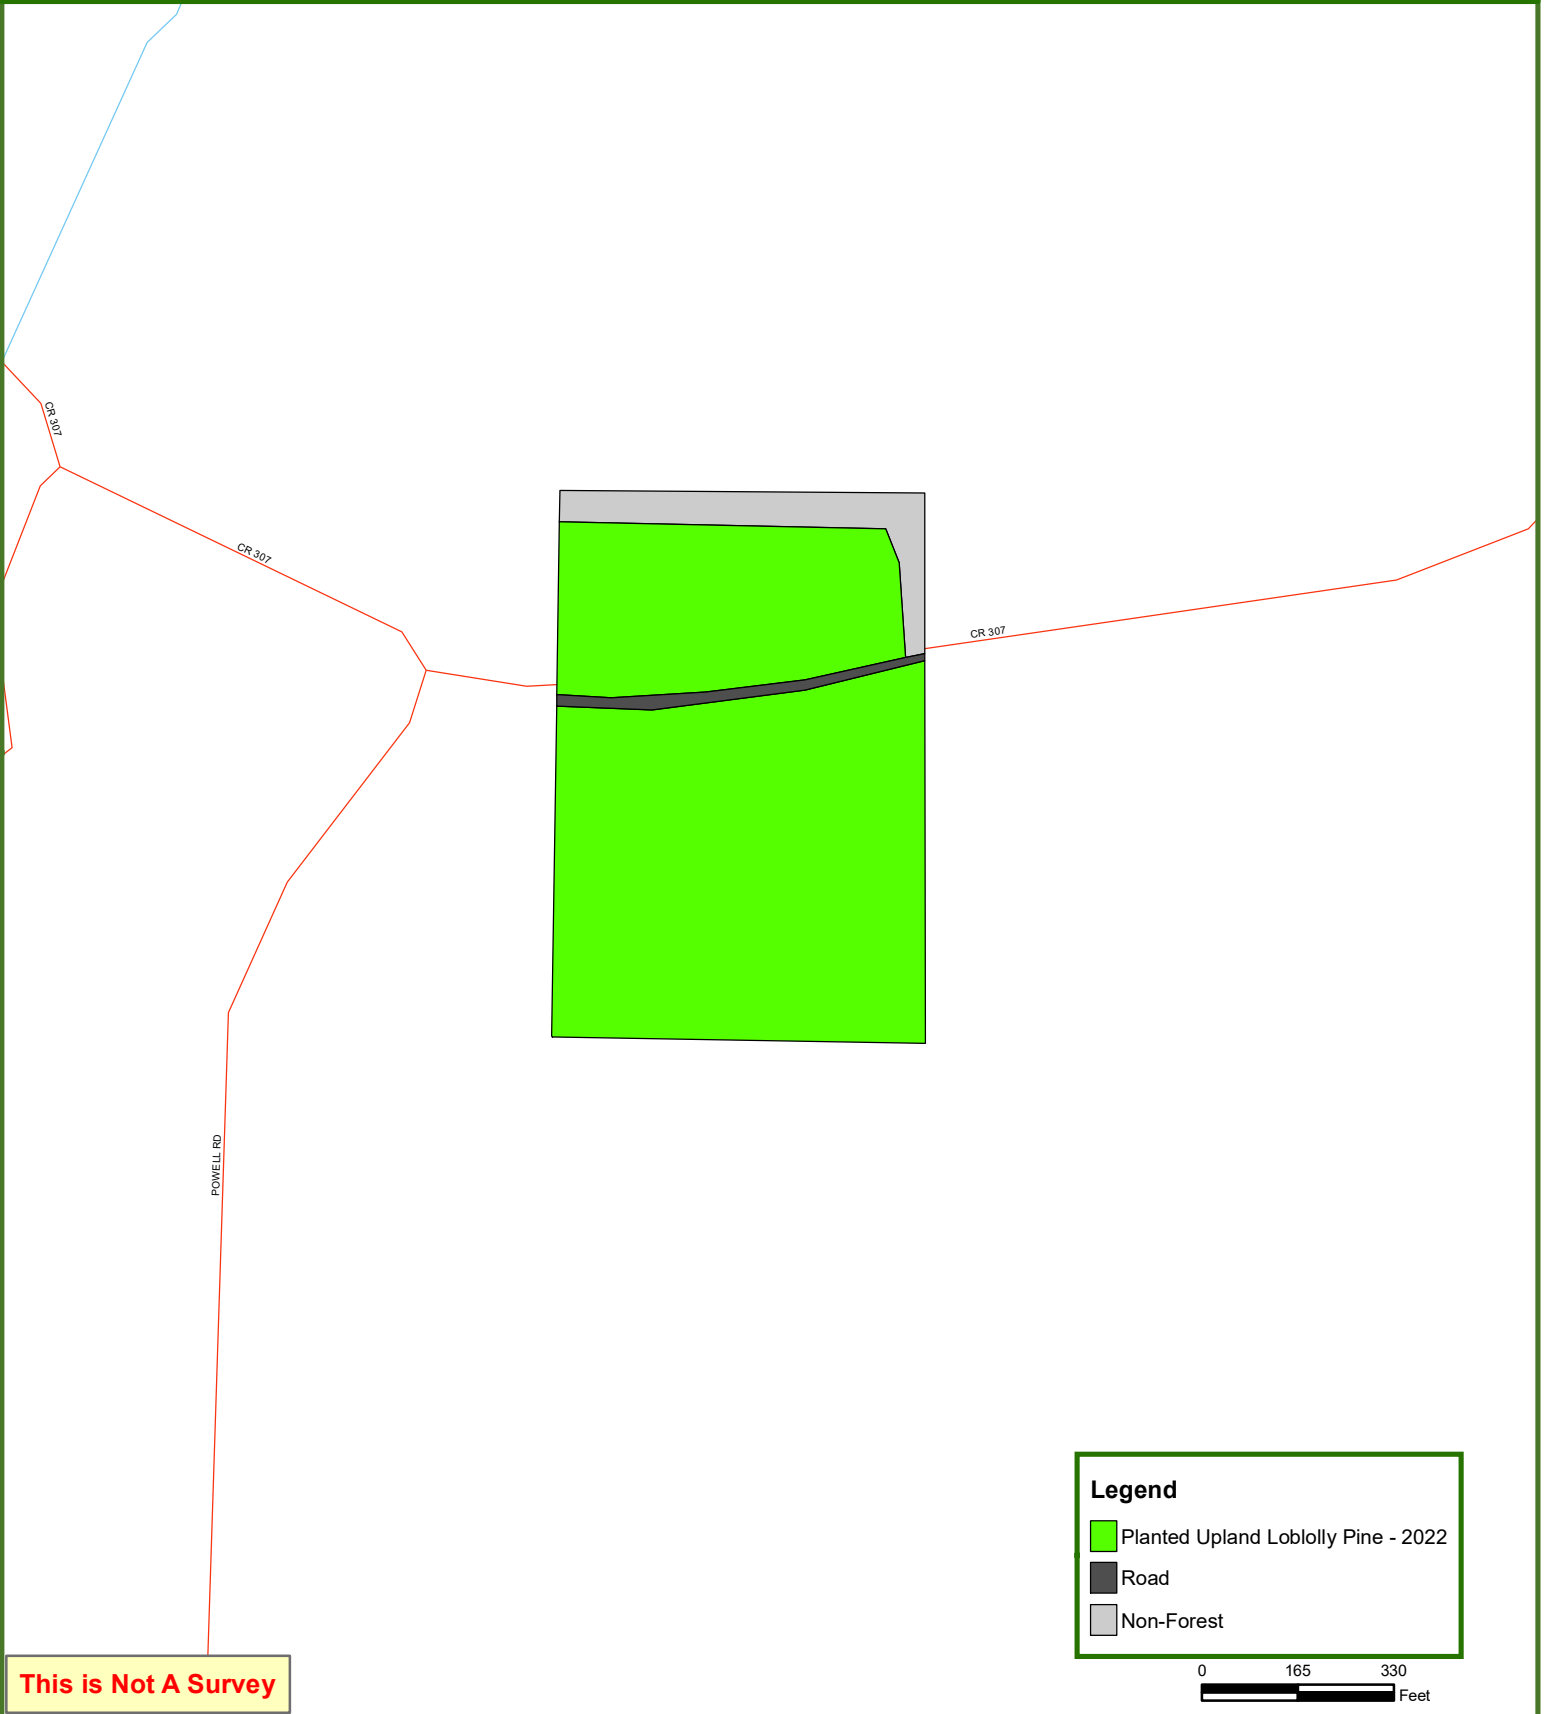 CR 307
CR 307
CR 307
POWELL RD
Legend
Planted Upland Loblolly Pine - 2022
Road
Non-Forest
0 165 330
Feet
This is Not A Survey